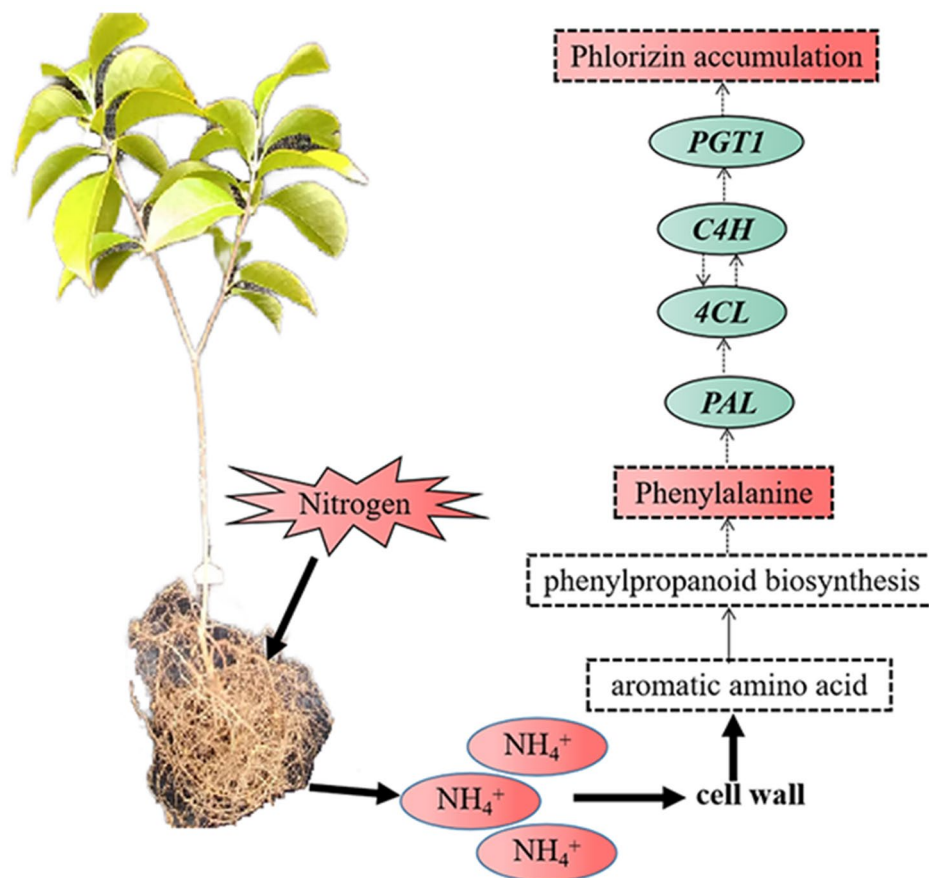 Phlorizin accumulation
PGT1
C4H
4CL
PAL
Phenylalanine
Nitrogen
phenylpropanoid biosynthesis
aromatic amino acid
NH₄⁺
NH₄⁺
cell wall
NH₄⁺